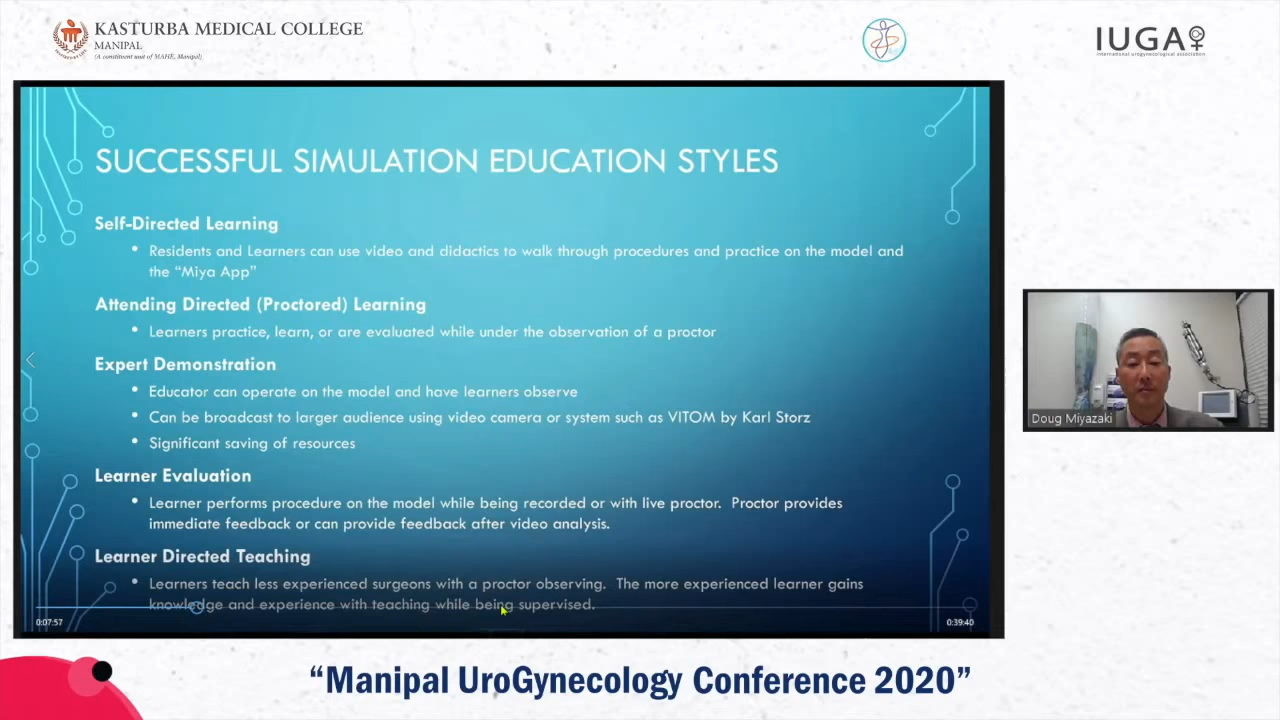 KASTURBA MEDICAL COLLEGE
MANIPAL
(A constituent unit of MAHE, Manipal)
IUGA
international urogynecological association
SUCCESSFUL SIMULATION EDUCATION STYLES
Self-Directed Learning
• Residents and Learners can use video and didactics to walk through procedures and practice on the model and
the “Miya App”
Attending Directed (Proctored) Learning
• Learners practice, learn, or are evaluated while under the observation of a proctor
Expert Demonstration
• Educator can operate on the model and have learners observe
• Can be broadcast to larger audience using video camera or system such as VITOM by Karl Storz
• Significant saving of resources
Learner Evaluation
• Learner performs procedure on the model while being recorded or with live proctor. Proctor provides
immediate feedback or can provide feedback after video analysis.
Learner Directed Teaching
• Learners teach less experienced surgeons with a proctor observing. The more experienced learner gains
knowledge and experience with teaching while being supervised.
0:07:57
0:39:40
Doug Miyazaki
“Manipal UroGynecology Conference 2020”